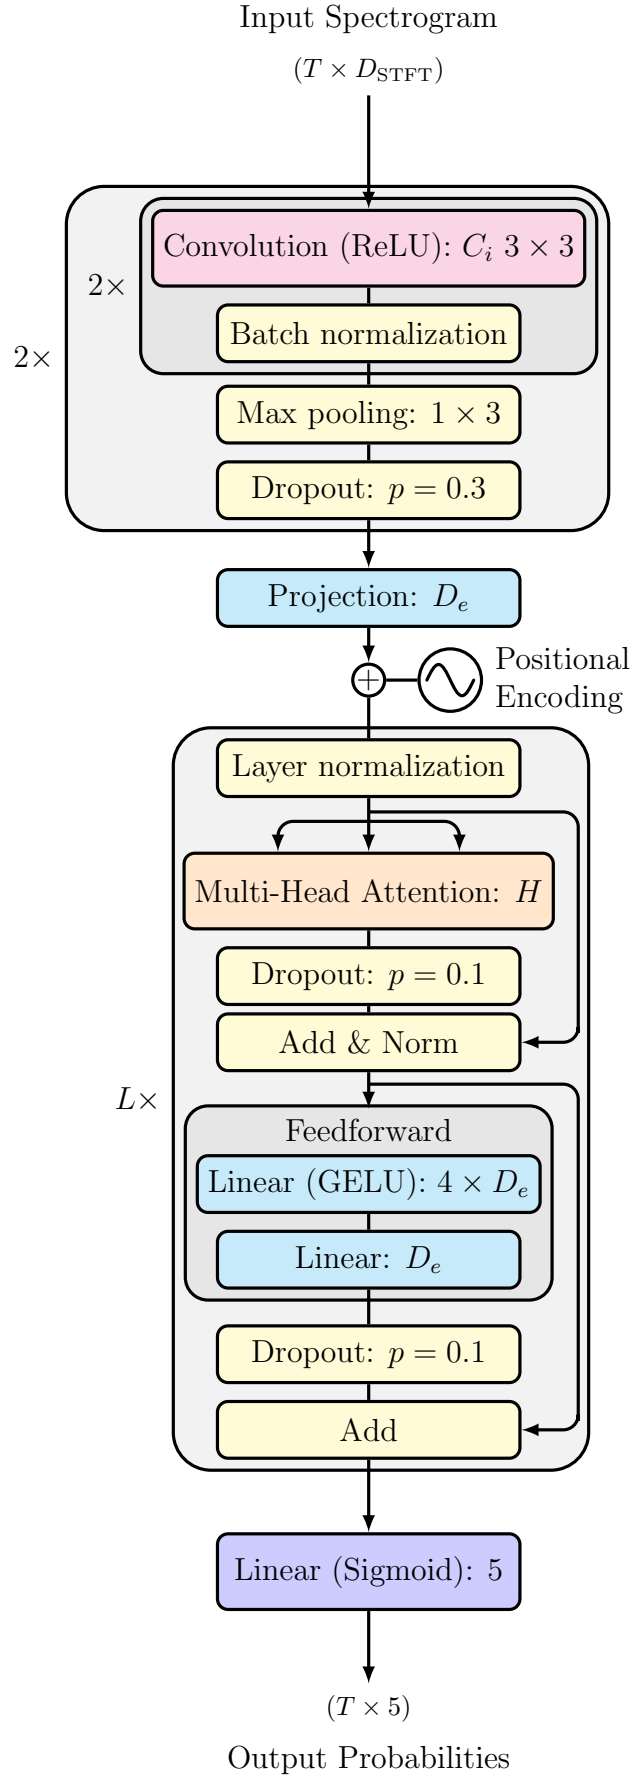 Input Spectrogram
(T × D_STFT)
2×
2×
Convolution (ReLU): C_i 3 × 3
Batch normalization
Max pooling: 1 × 3
Dropout: p = 0.3
Projection: D_e
+
Positional
Encoding
L×
Layer normalization
Multi-Head Attention: H
Dropout: p = 0.1
Add & Norm
Feedforward
Linear (GELU): 4 × D_e
Linear: D_e
Dropout: p = 0.1
Add
Linear (Sigmoid): 5
(T × 5)
Output Probabilities